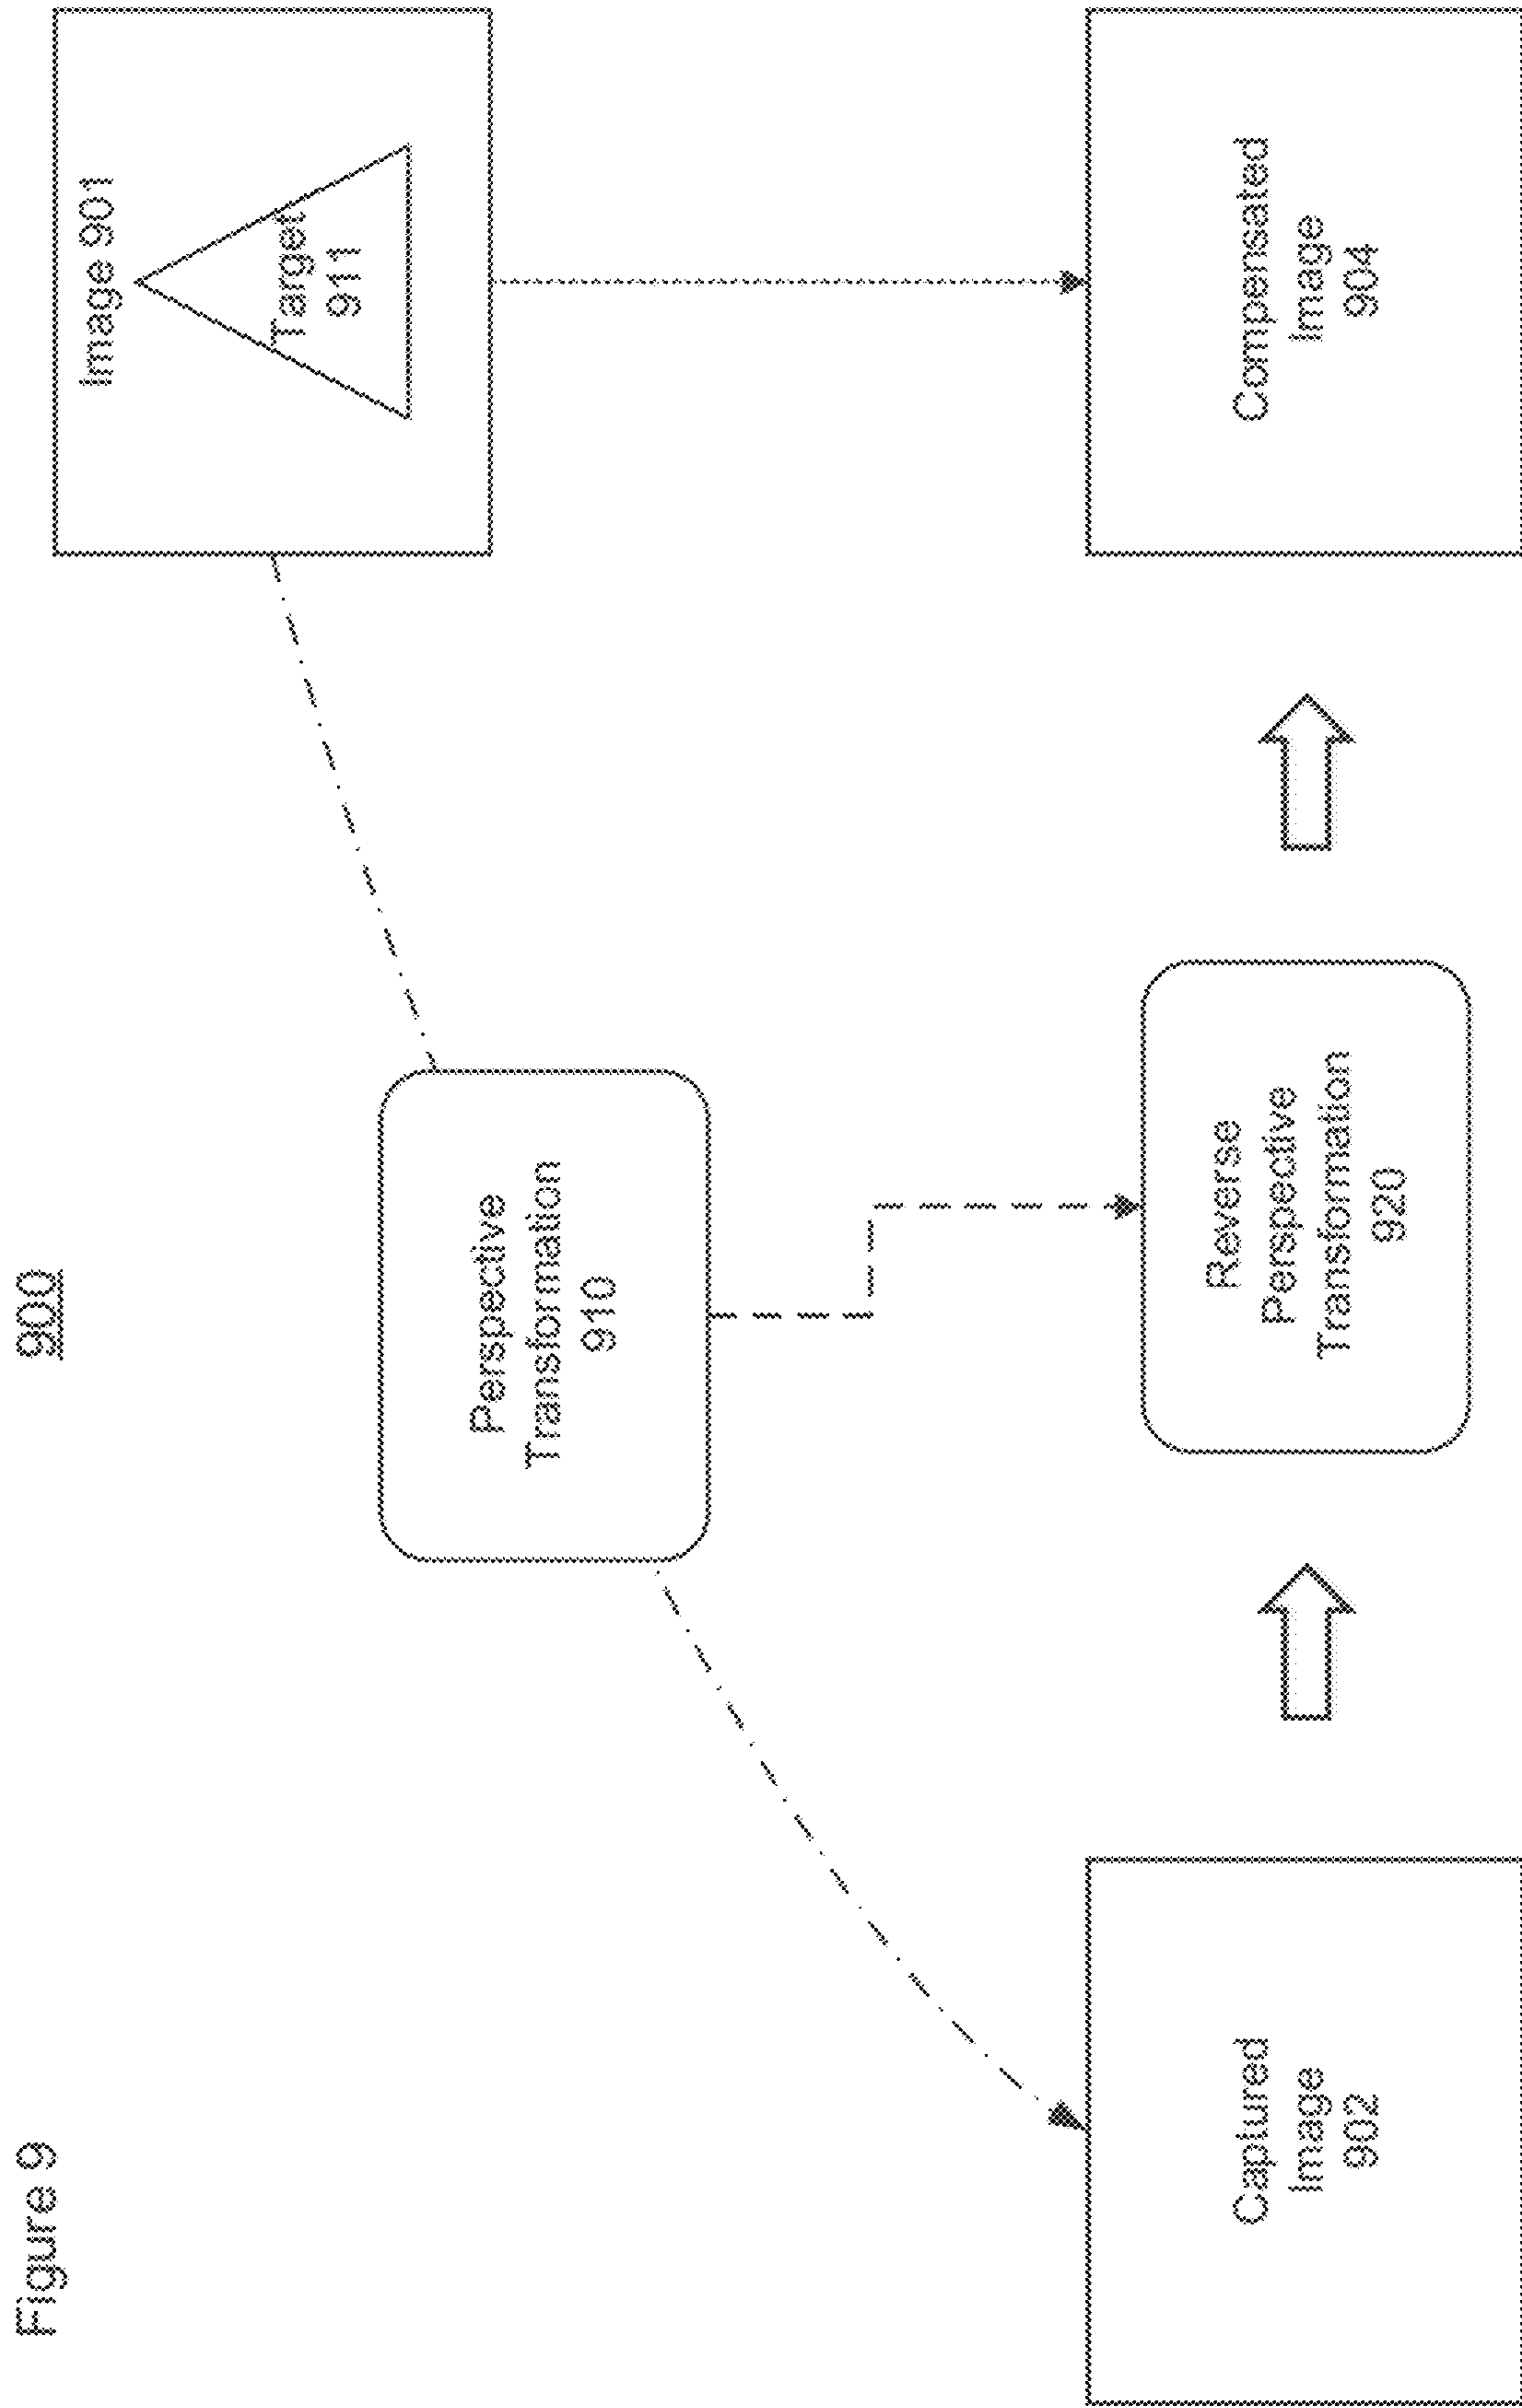 Figure 9
900
Image 901
Target
911
Perspective
Transformation
910
Captured
Image
902
Reverse
Perspective
Transformation
920
Compensated
Image
904